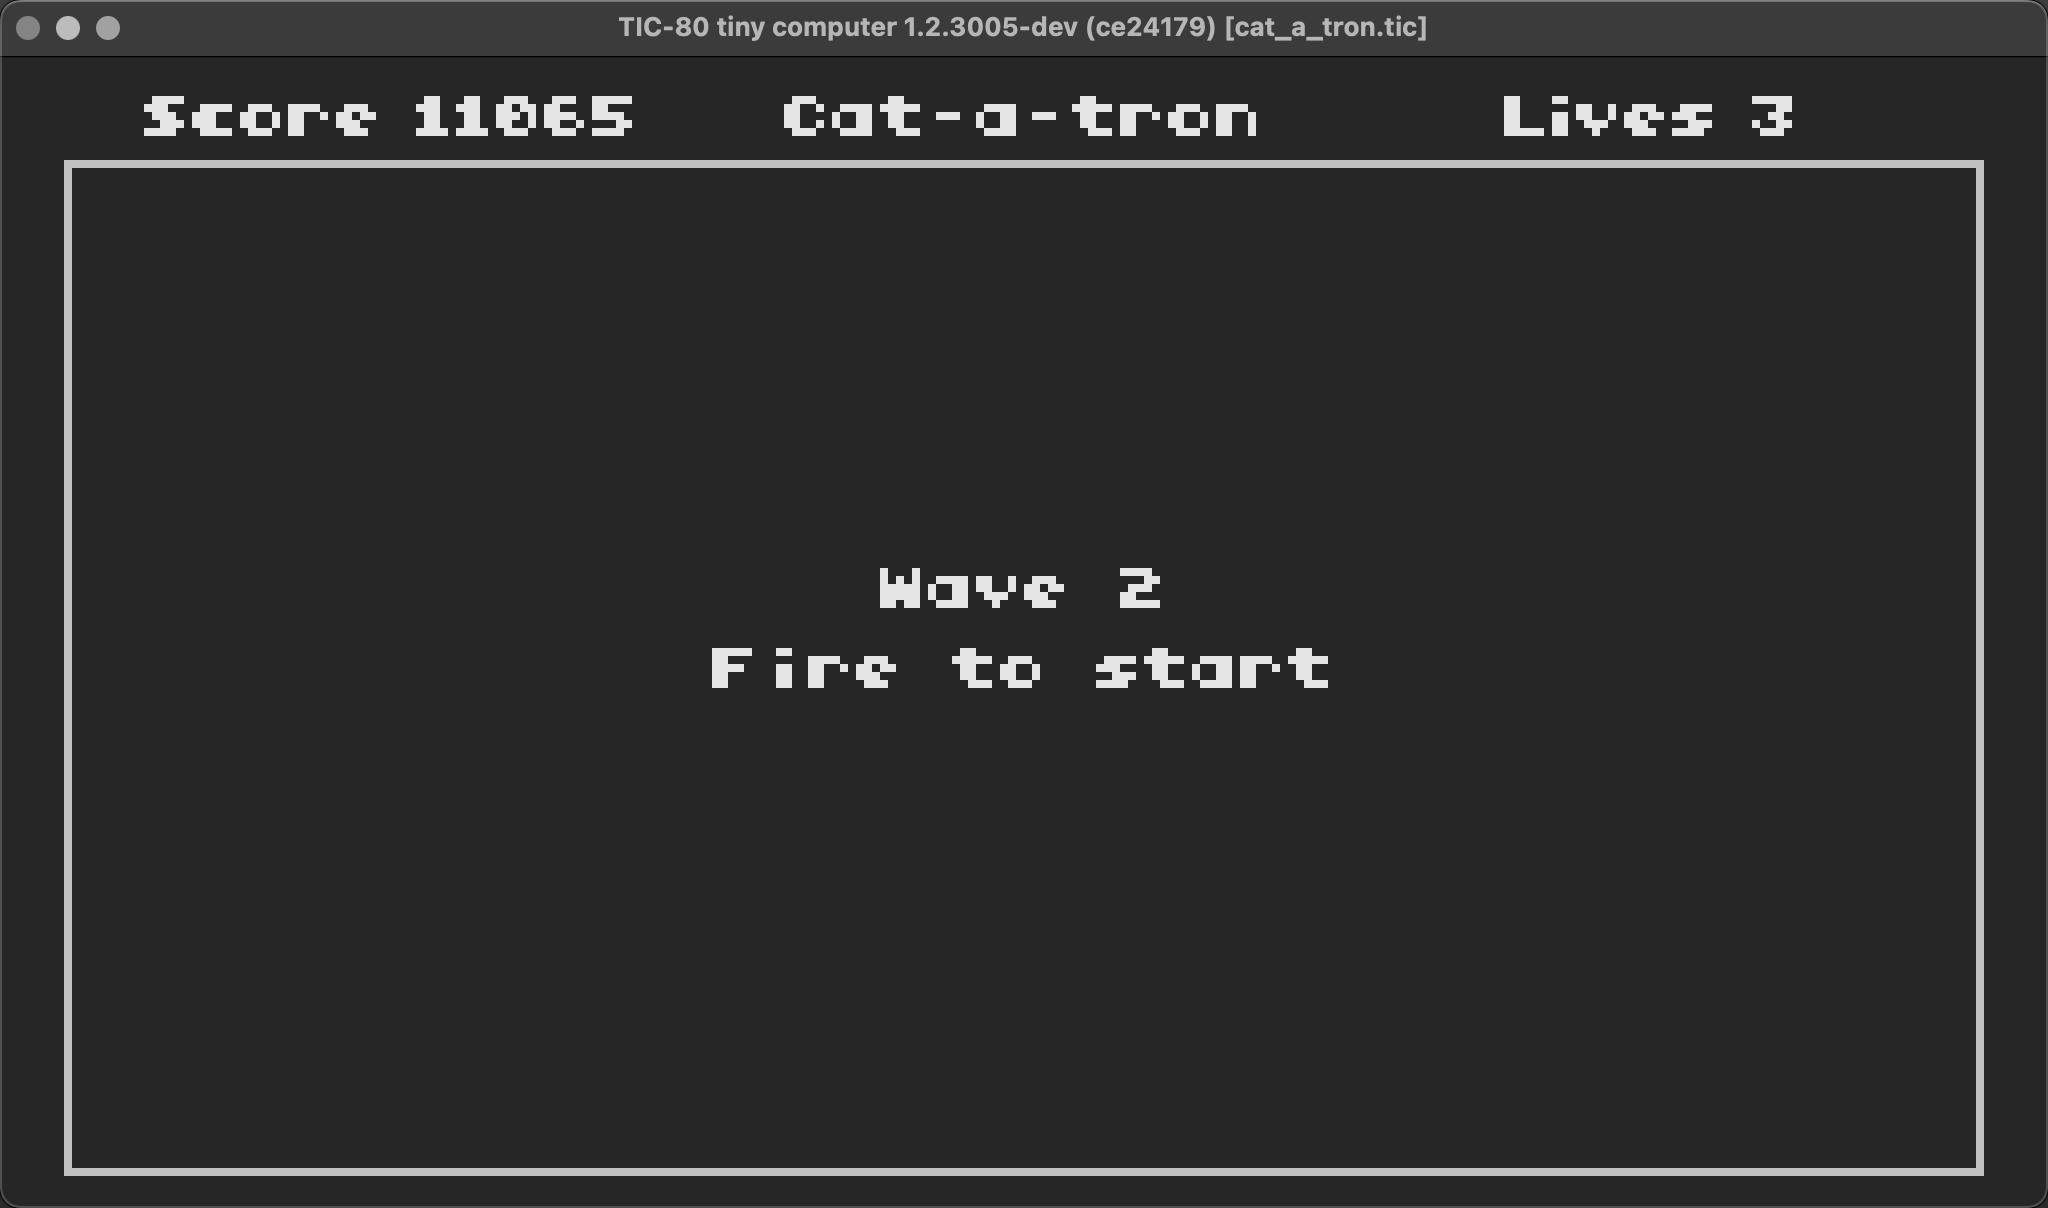 TIC-80 tiny computer 1.2.3005-dev (ce24179) [cat_a_tron.tic]
Score 11065 Cat-a-tron Lives 3
Wave 2
Fire to start